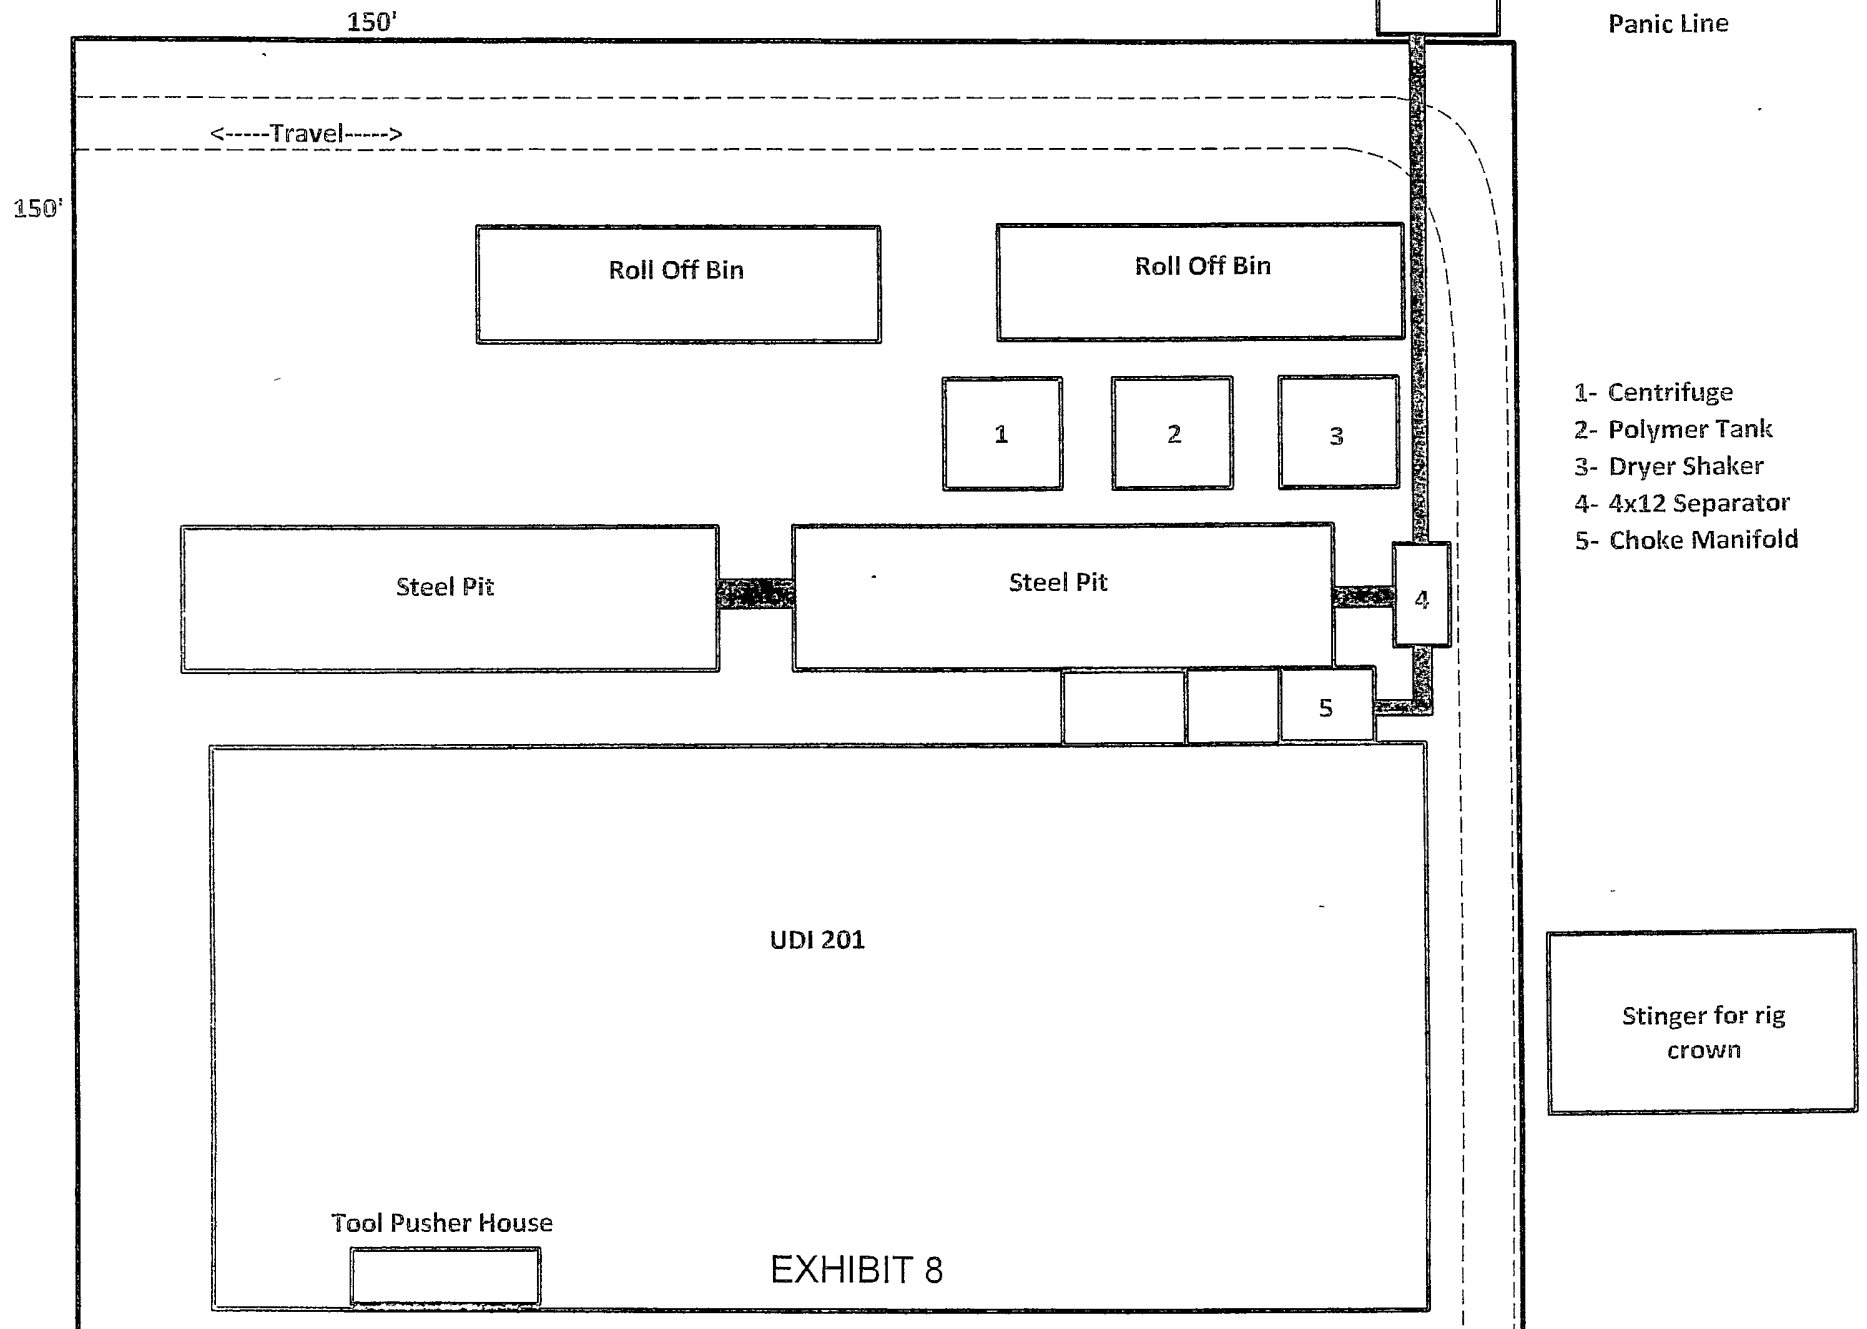 150'
Panic Line
<-----Travel----->
150'
Roll Off Bin
Roll Off Bin
1
2
3
1- Centrifuge
2- Polymer Tank
3- Dryer Shaker
4- 4x12 Separator
5- Choke Manifold
Steel Pit
Steel Pit
4
5
UDI 201
Stinger for rig
crown
Tool Pusher House
EXHIBIT 8